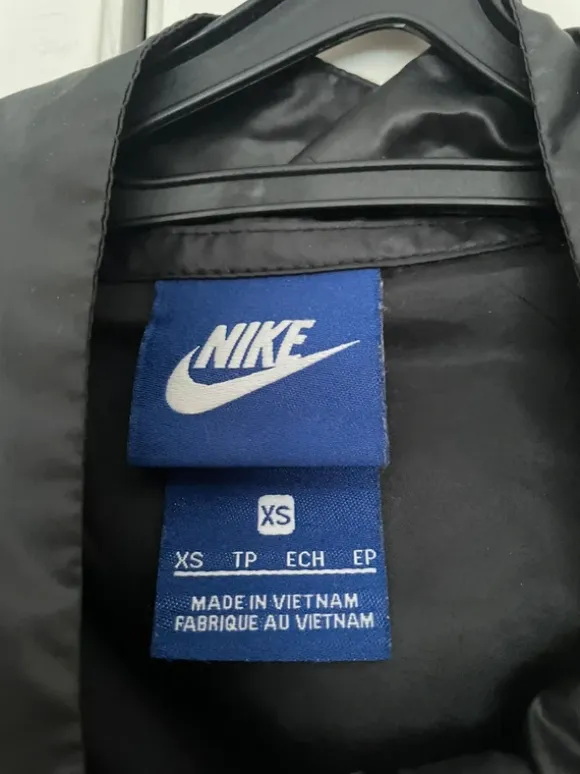 NIKE
XS
XS TP ECH EP
MADE IN VIETNAM
FABRIQUE AU VIETNAM